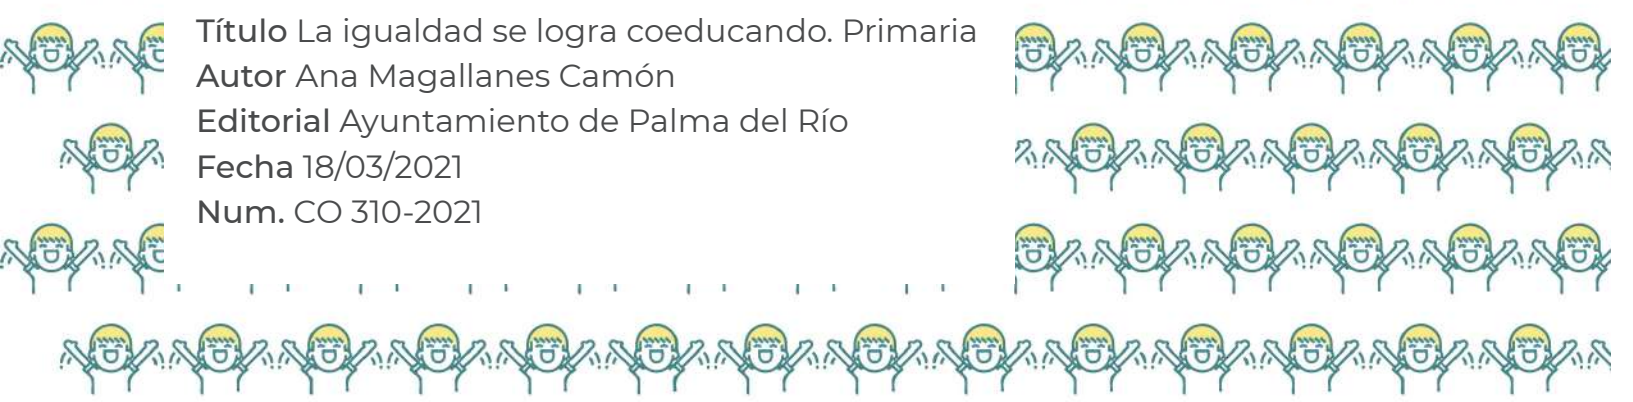 Título La igualdad se logra coeducando. Primaria
Autor Ana Magallanes Camón
Editorial Ayuntamiento de Palma del Río
Fecha 18/03/2021
Num. CO 310-2021